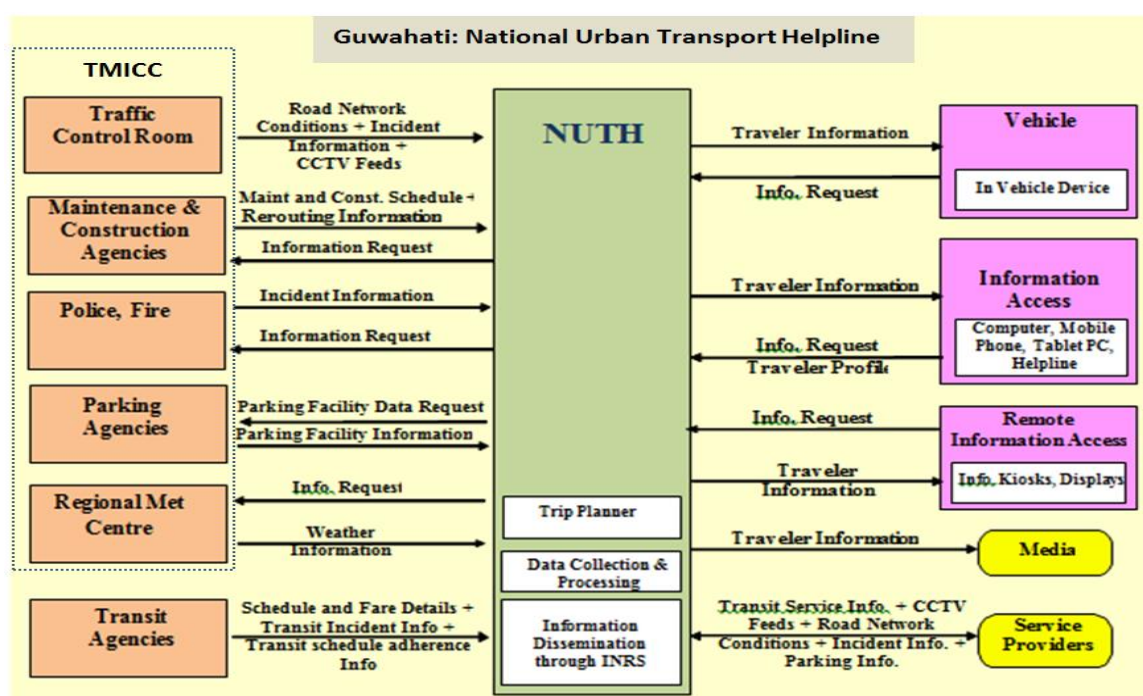 Guwahati: National Urban Transport Helpline
TMICC
Traffic
Control Room
Road Network
Conditions + Incident
Information +
CCTV Feeds
Maintenance &
Construction
Agencies
Maint and Const. Schedule +
Rerouting Information
Information Request
Police, Fire
Incident Information
Information Request
Parking
Agencies
Parking Facility Data Request
Parking Facility Information
Regional Met
Centre
Info. Request
Weather
Information
Transit
Agencies
Schedule and Fare Details +
Transit Incident Info +
Transit schedule adherence
Info
NUTH
Trip Planner
Data Collection &
Processing
Information
Dissemination
through INRS
Traveler Information
Info. Request
Vehicle
In Vehicle Device
Traveler Information
Info. Request
Traveler Profile
Information
Access
Computer, Mobile
Phone, Tablet PC,
Helpline
Info. Request
Traveler
Information
Remote
Information Access
Info. Kiosks, Displays
Traveler Information
Media
Transit Service Info. + CCTV
Feeds + Road Network
Conditions + Incident Info. +
Parking Info.
Service
Providers